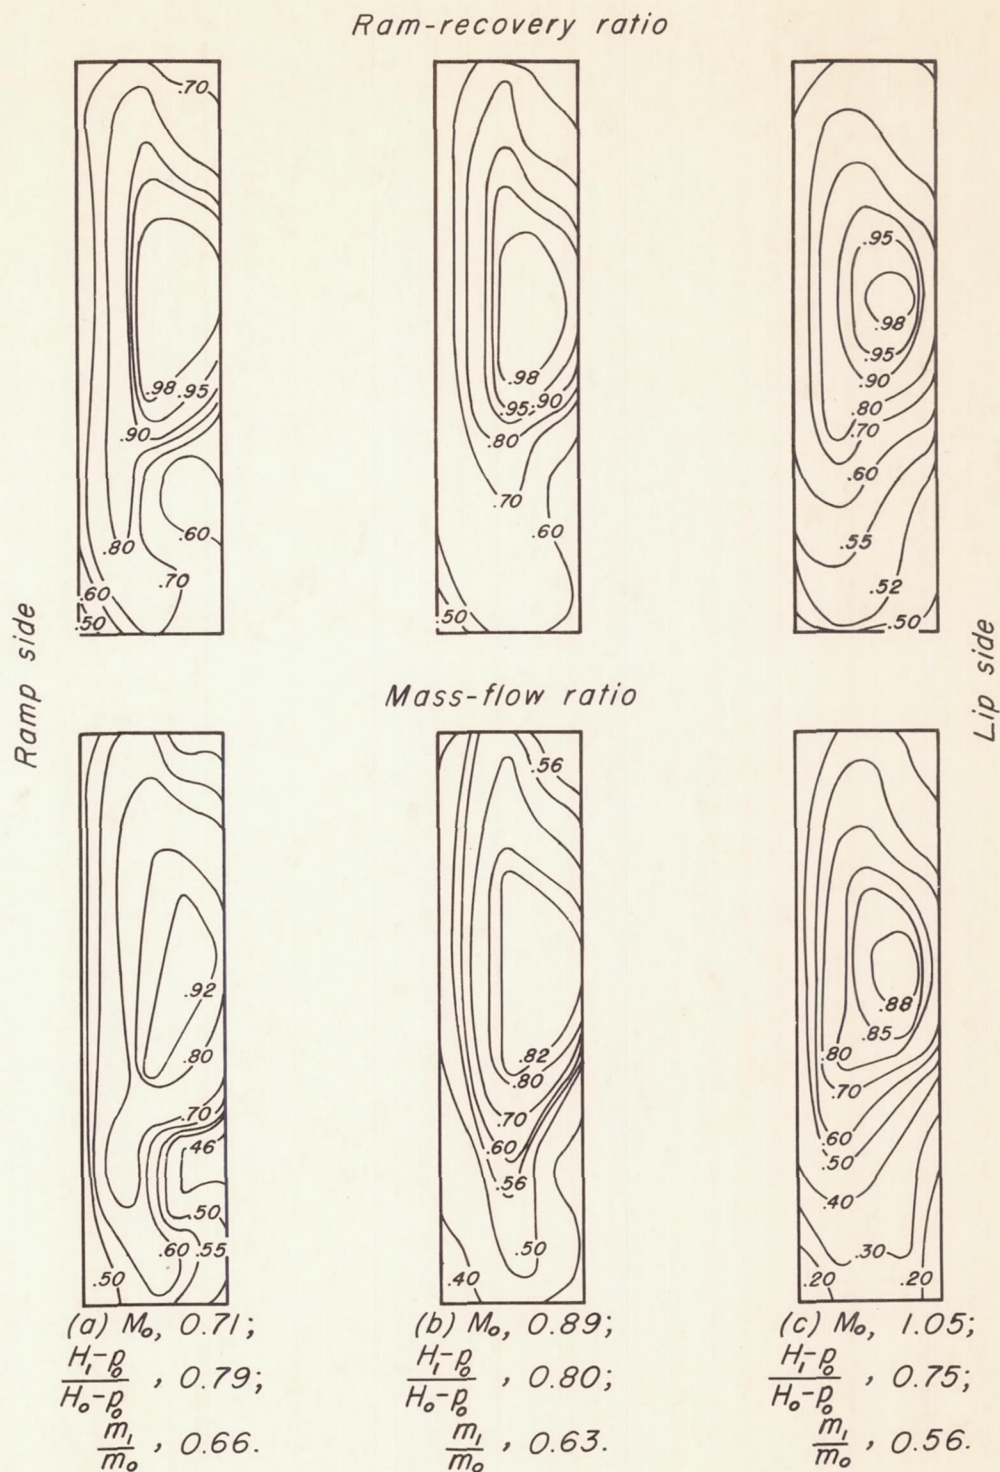 Ram-recovery ratio
.70
.98 .95
.90
.80
.60
.70
.60
.50
.98
.95 .90
.80
.70
.60
.50
.95
.98
.95
.90
.80
.70
.60
.55
.52
.50
Ramp side
Lip side
Mass-flow ratio
.92
.80
.70
.46
.50
.60 .55
.50
.56
.82
.80
.70
.60
.56
.50
.40
.88
.85
.80
.70
.60
.50
.40
.30
.20 .20
(a) M₀, 0.71;
H₁-p₀
H₀-p₀ , 0.79;
m₁
m₀ , 0.66.
(b) M₀, 0.89;
H₁-p₀
H₀-p₀ , 0.80;
m₁
m₀ , 0.63.
(c) M₀, 1.05;
H₁-p₀
H₀-p₀ , 0.75;
m₁
m₀ , 0.56.